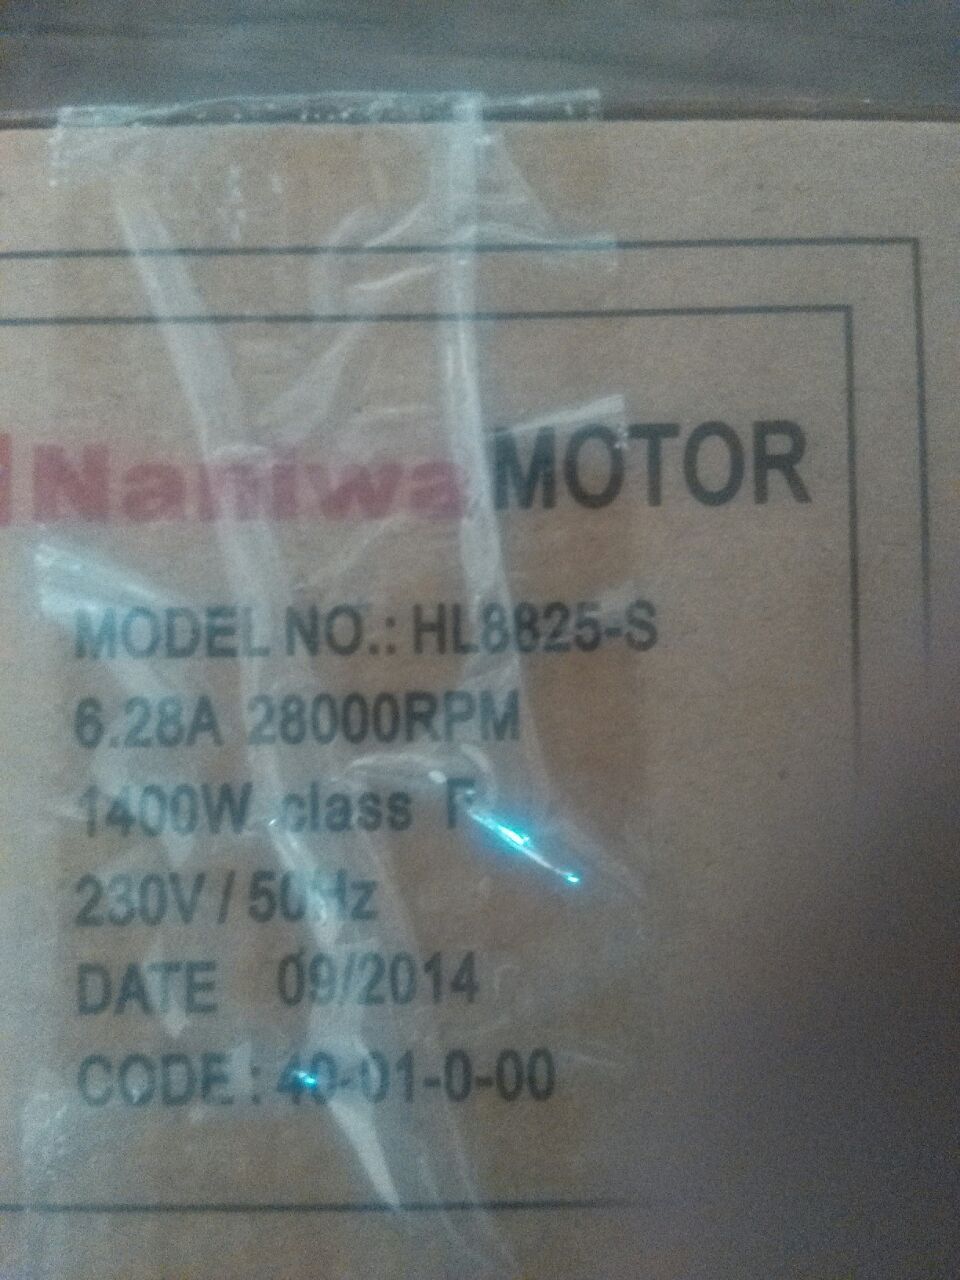 Naniwa MOTOR
MODEL NO.: HL8825-S
6.28A 28000RPM
1400W class F
230V / 50Hz
DATE 09/2014
CODE : 40-01-0-00